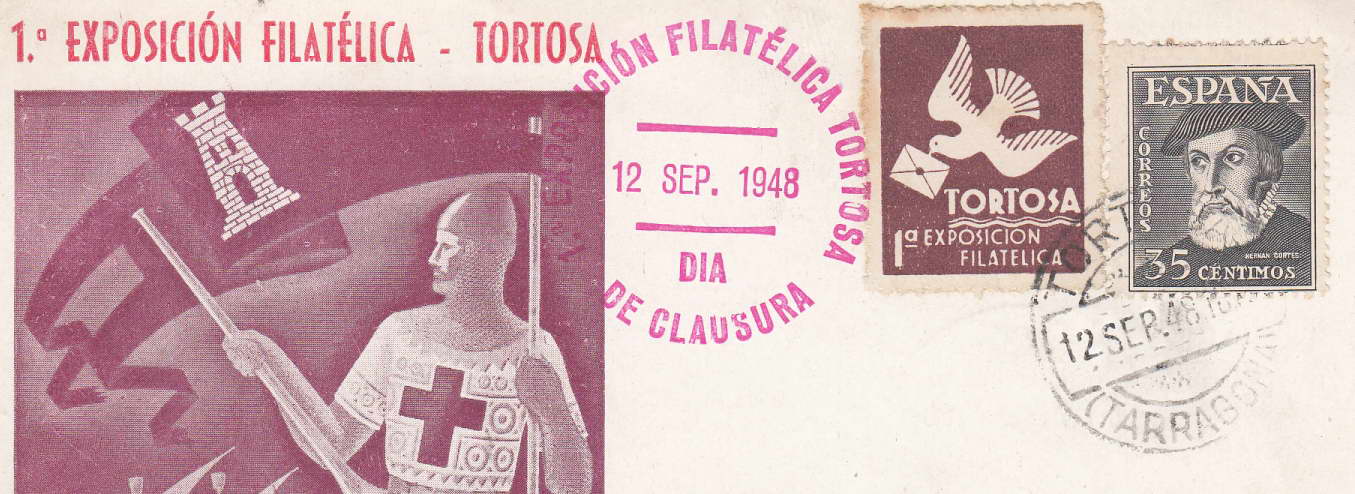 1.ª EXPOSICIÓN FILATÉLICA - TORTOSA
1.ª EXPOSICIÓN FILATÉLICA TORTOSA
12 SEP. 1948
DIA
DE CLAUSURA
TORTOSA
1ª EXPOSICION
FILATELICA
ESPAÑA
CORREOS
HERNAN CORTES
35 CÉNTIMOS
12 SEP. 48
(TARRAGONA)